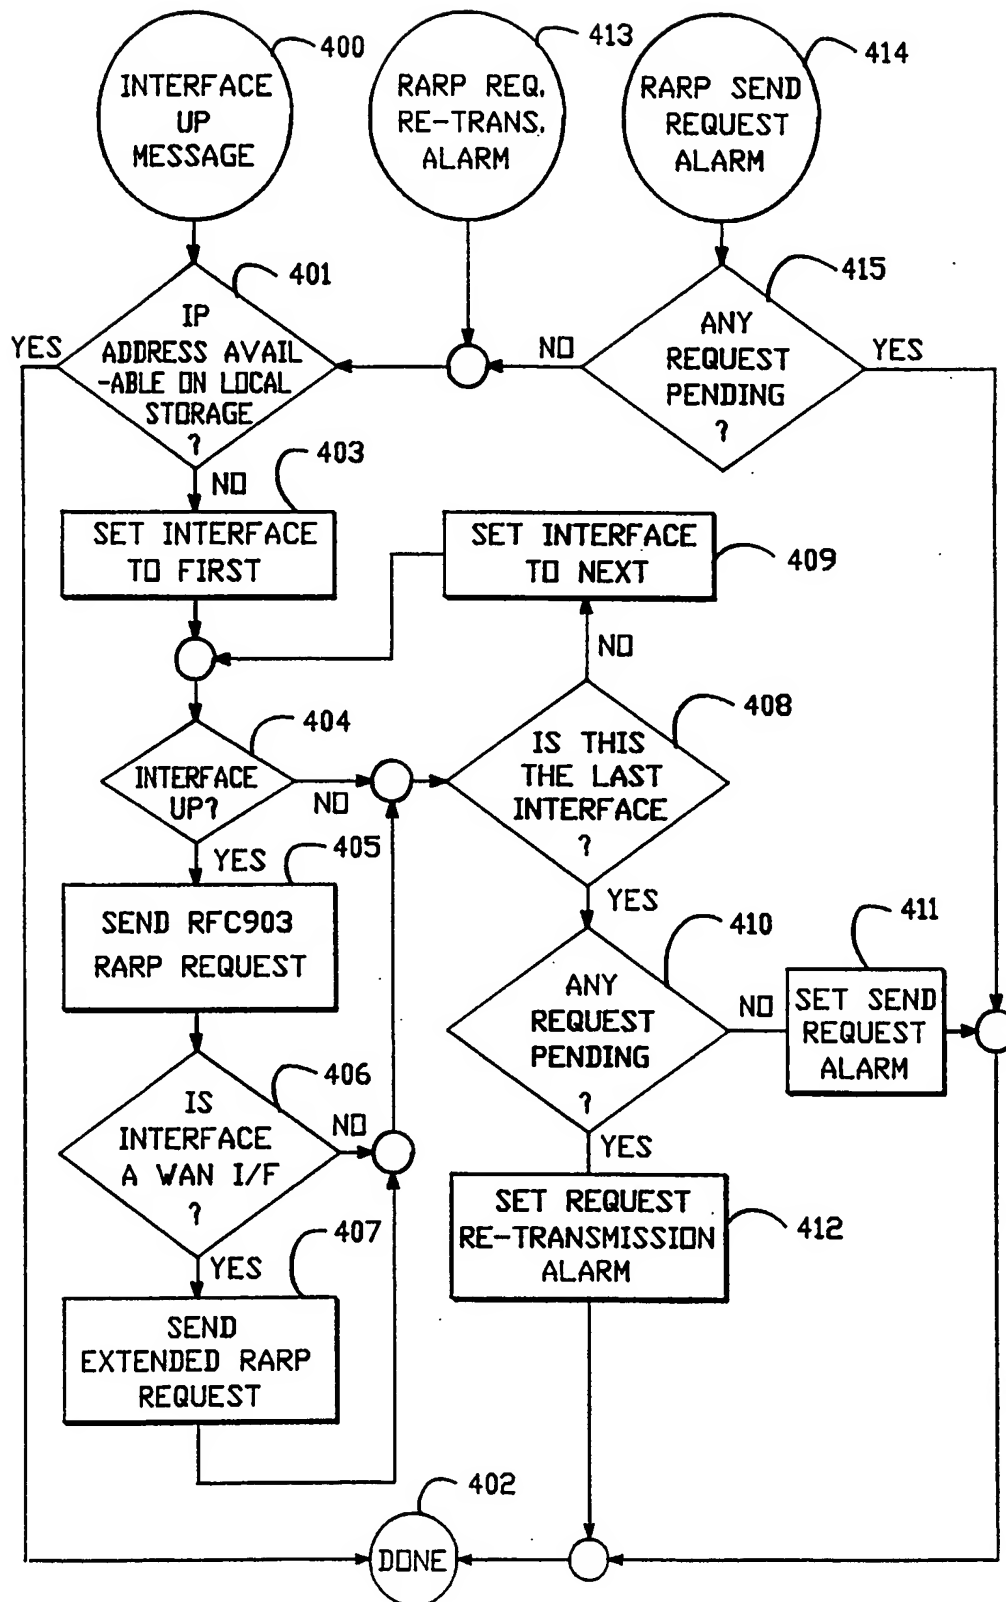 400
INTERFACE
UP
MESSAGE
413
RARP REQ.
RE-TRANS.
ALARM
414
RARP SEND
REQUEST
ALARM
401
IP
ADDRESS AVAIL
-ABLE ON LOCAL
STORAGE
?
YES
NO
415
ANY
REQUEST
PENDING
?
NO
YES
403
SET INTERFACE
TO FIRST
SET INTERFACE
TO NEXT
409
NO
404
INTERFACE
UP?
NO
YES
408
IS THIS
THE LAST
INTERFACE
?
YES
405
SEND RFC903
RARP REQUEST
410
ANY
REQUEST
PENDING
?
NO
YES
411
SET SEND
REQUEST
ALARM
406
IS
INTERFACE
A WAN I/F
?
NO
YES
407
SEND
EXTENDED RARP
REQUEST
SET REQUEST
RE-TRANSMISSION
ALARM
412
402
DONE